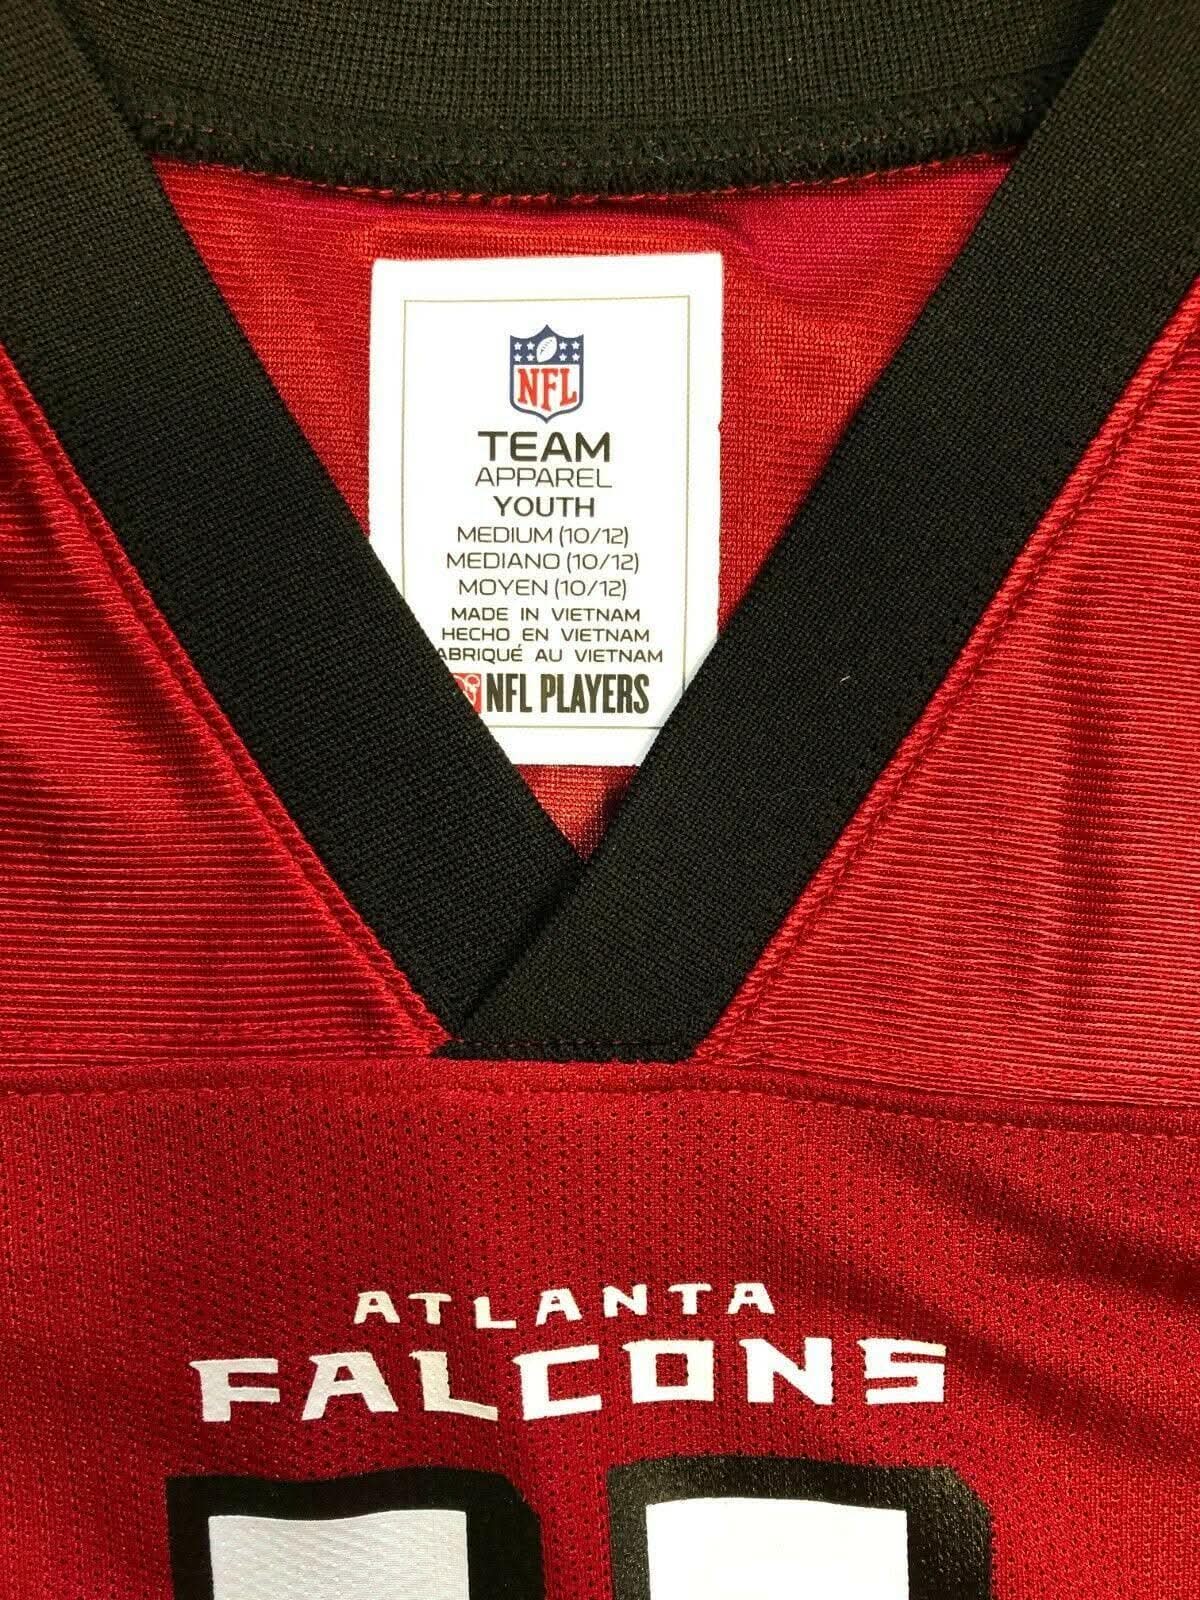 NFL
TEAM
APPAREL
YOUTH
MEDIUM (10/12)
MEDIANO (10/12)
MOYEN (10/12)
MADE IN VIETNAM
HECHO EN VIETNAM
ABRIQUÉ AU VIETNAM
NFL PLAYERS
ATLANTA
FALCONS